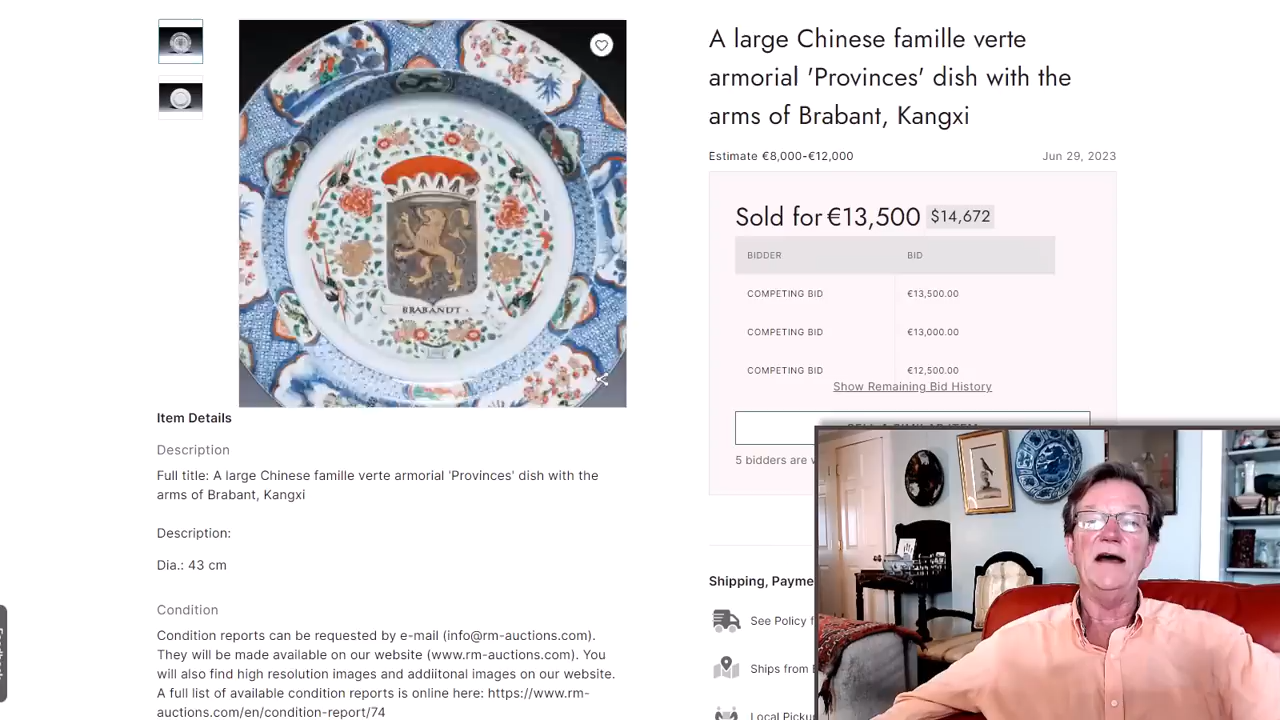 A large Chinese famille verte
armorial 'Provinces' dish with the
arms of Brabant, Kangxi
Estimate €8,000-€12,000
Jun 29, 2023
Sold for €13,500 $14,672
BIDDER BID
COMPETING BID €13,500.00
COMPETING BID €13,000.00
COMPETING BID €12,500.00
Show Remaining Bid History
5 bidders are
BRABANDT
Item Details
Description
Full title: A large Chinese famille verte armorial 'Provinces' dish with the
arms of Brabant, Kangxi
Description:
Dia.: 43 cm
Condition
Condition reports can be requested by e-mail (info@rm-auctions.com).
They will be made available on our website (www.rm-auctions.com). You
will also find high resolution images and addiitonal images on our website.
A full list of available condition reports is online here: https://www.rm-
auctions.com/en/condition-report/74
Shipping, Payme
See Policy f
Ships from
Local Pickup